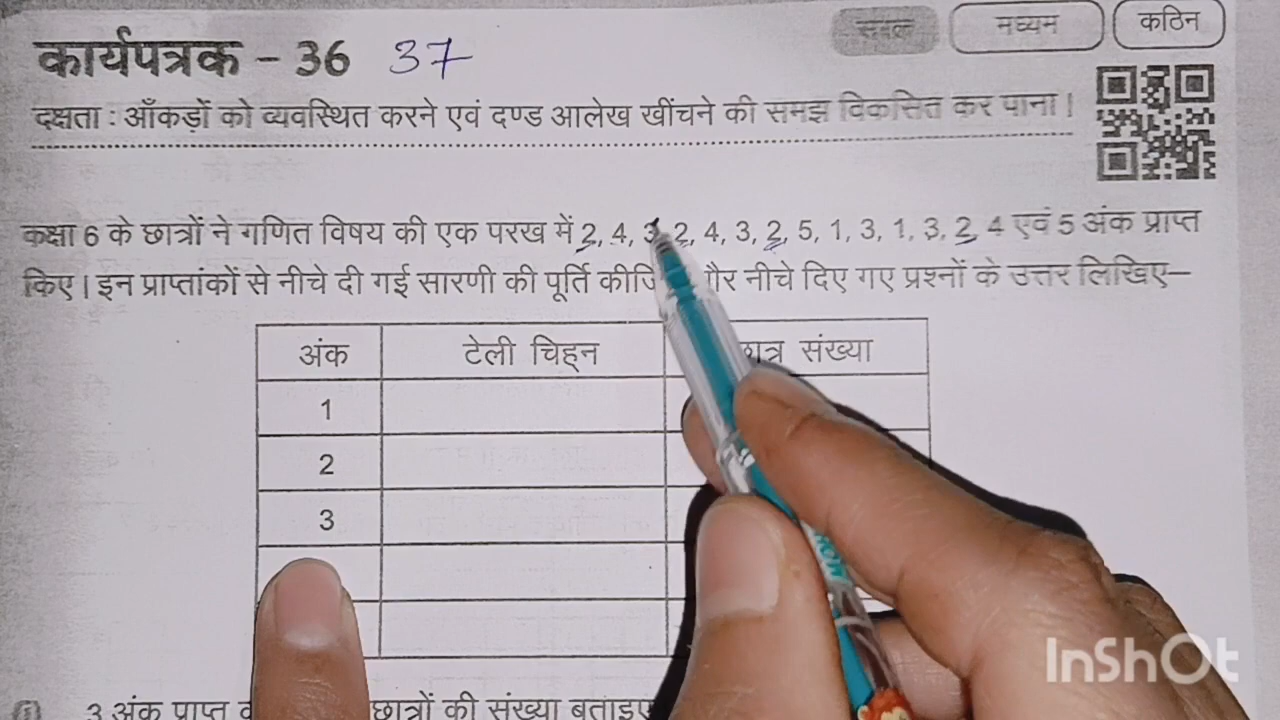 मध्यम
कठिन
कार्यपत्रक – 36 37
दक्षता : आँकड़ों को व्यवस्थित करने एवं दण्ड आलेख खींचने की समझ विकसित कर पाना।
कक्षा 6 के छात्रों ने गणित विषय की एक परख में 2, 4, 3, 2, 4, 3, 2, 5, 1, 3, 1, 3, 2, 4 एवं 5 अंक प्राप्त
किए। इन प्राप्तांकों से नीचे दी गई सारणी की पूर्ति नीचे दिए गए प्रश्नों के उत्तर लिखिए–
अंक टेली चिह्न संख्या
1
2
3
3 अंक प्राप्त छात्रों की संख्या बताइए
InShOt